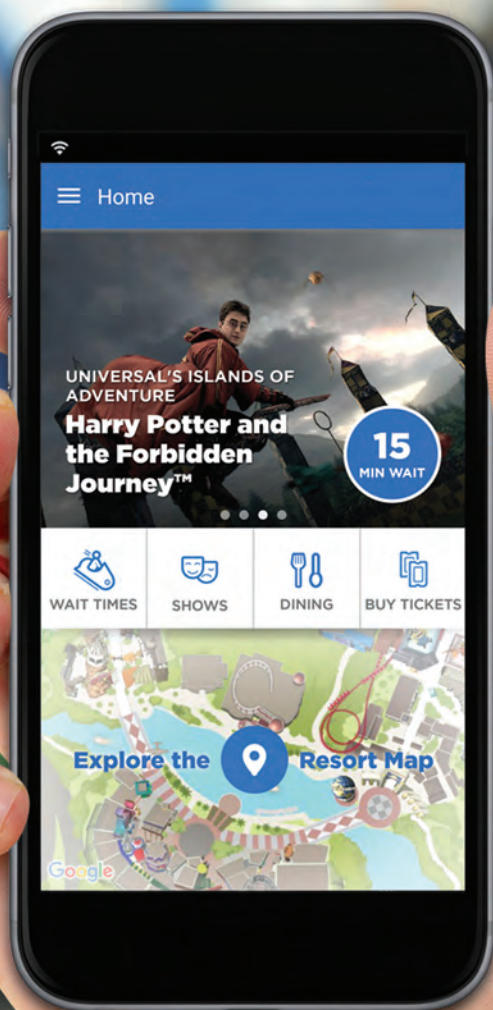 Home
UNIVERSAL'S ISLANDS OF
ADVENTURE
Harry Potter and
the Forbidden
Journey™
15
MIN WAIT
WAIT TIMES
SHOWS
DINING
BUY TICKETS
Explore the Resort Map
Google